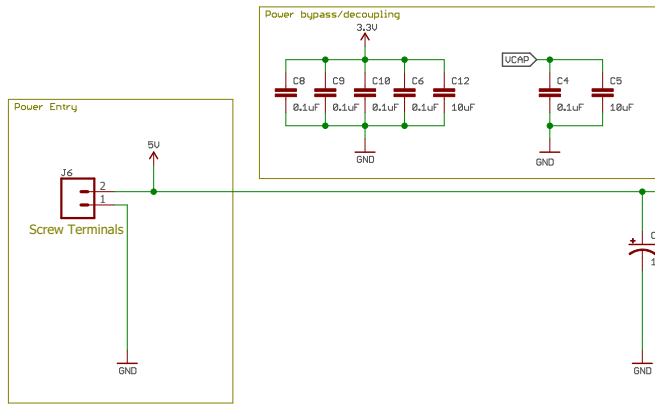 Power bypass/decoupling
3.3V
C8 C9 C10 C6 C12
0.1uF 0.1uF 0.1uF 0.1uF 10uF
GND
VCAP
C4 C5
0.1uF 10uF
GND
Power Entry
5V
J6
2
1
Screw Terminals
GND
C
+
1
GND